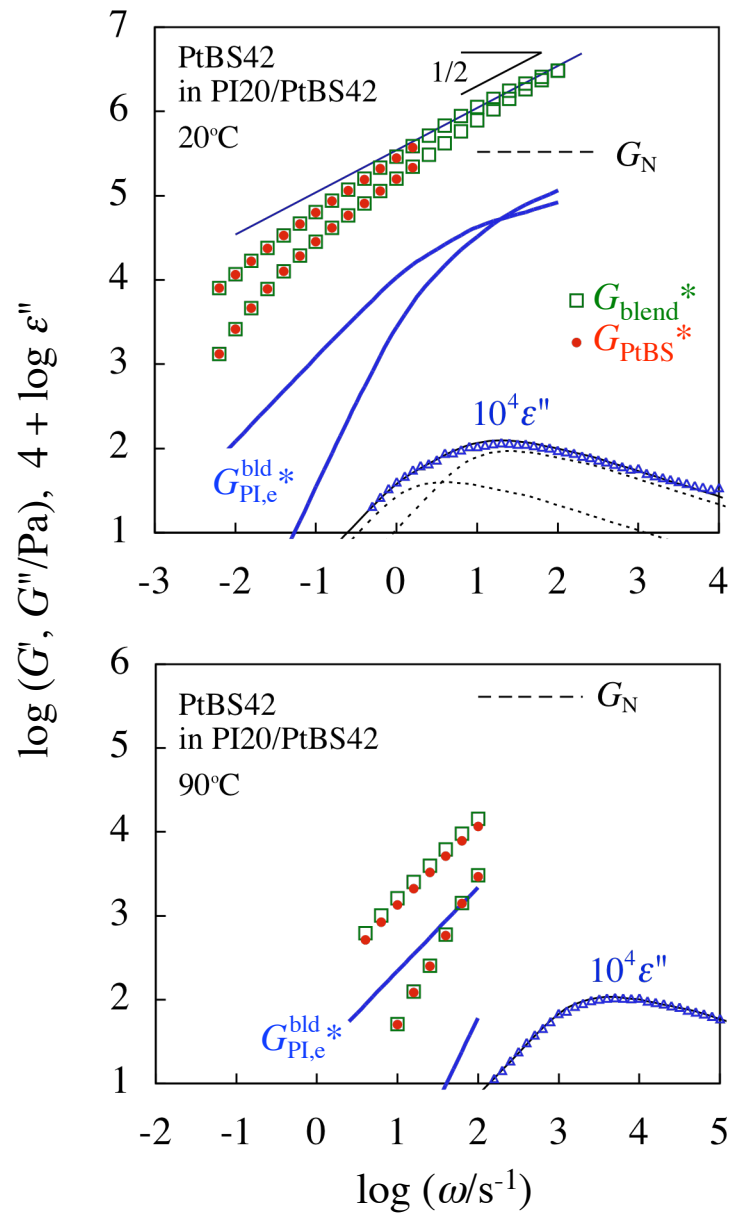 log (G', G''/Pa), 4 + log ε''
7
6
5
4
3
2
1
PtBS42
in PI20/PtBS42
20°C
1/2
G_N
G_blend*
G_PtBS*
10^4ε''
G_PI,e^bld*
-3 -2 -1 0 1 2 3 4
6
5
4
3
2
1
PtBS42
in PI20/PtBS42
90°C
G_N
10^4ε''
G_PI,e^bld*
-2 -1 0 1 2 3 4 5
log (ω/s^-1)